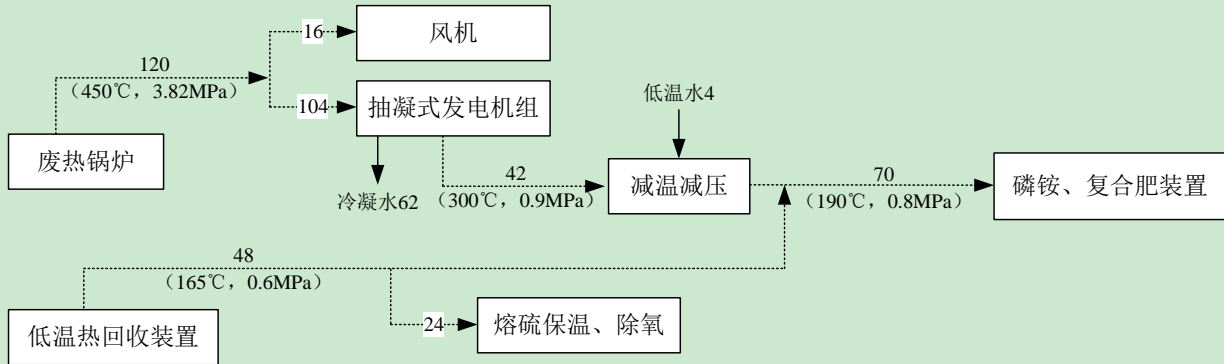 16
风机
120
（450℃，3.82MPa）
104
抽凝式发电机组
低温水4
废热锅炉
42
减温减压
70
磷铵、复合肥装置
冷凝水62
（300℃，0.9MPa）
（190℃，0.8MPa）
48
（165℃，0.6MPa）
24
熔硫保温、除氧
低温热回收装置